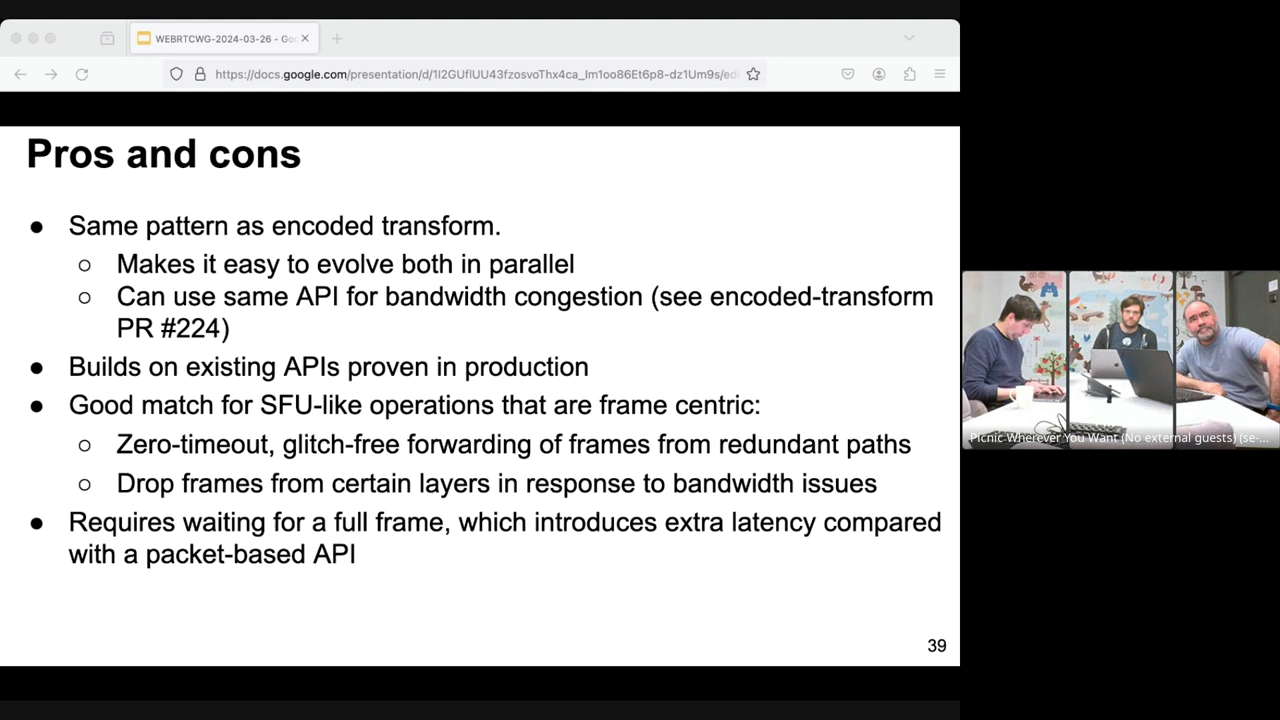 WEBRTCWG-2024-03-26 - Goo
https://docs.google.com/presentation/d/
Pros and cons
● Same pattern as encoded transform.
○ Makes it easy to evolve both in parallel
○ Can use same API for bandwidth congestion (see encoded-transform
PR #224)
● Builds on existing APIs proven in production
● Good match for SFU-like operations that are frame centric:
○ Zero-timeout, glitch-free forwarding of frames from redundant paths
○ Drop frames from certain layers in response to bandwidth issues
● Requires waiting for a full frame, which introduces extra latency compared
with a packet-based API
39
Picnic Wherever You Want (No external guests) (se-...